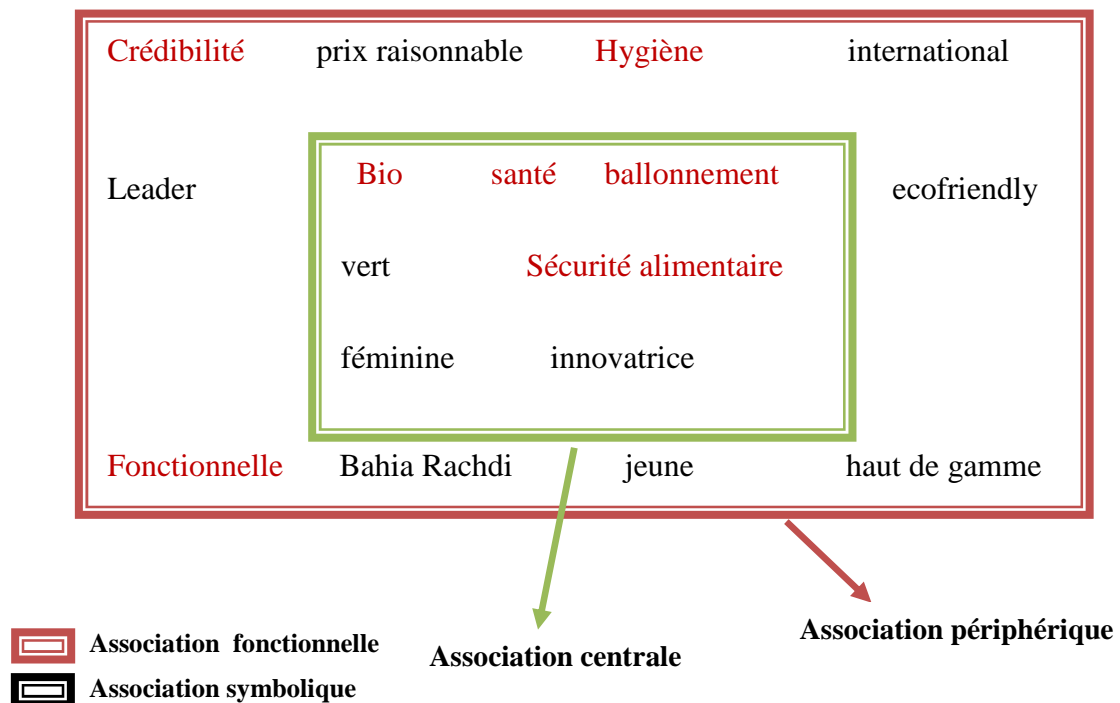 Crédibilité prix raisonnable Hygiène international
Leader Bio santé ballonnement ecofriendly
vert Sécurité alimentaire
féminine innovatrice
Fonctionnelle Bahia Rachdi jeune haut de gamme
Association périphérique
Association fonctionnelle
Association centrale
Association symbolique